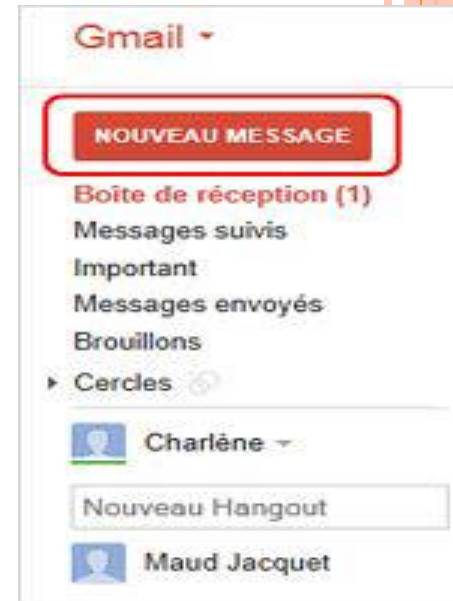 Gmail
NOUVEAU MESSAGE
Boîte de réception (1)
Messages suivis
Important
Messages envoyés
Brouillons
Cercles
Charlène
Nouveau Hangout
Maud Jacquet